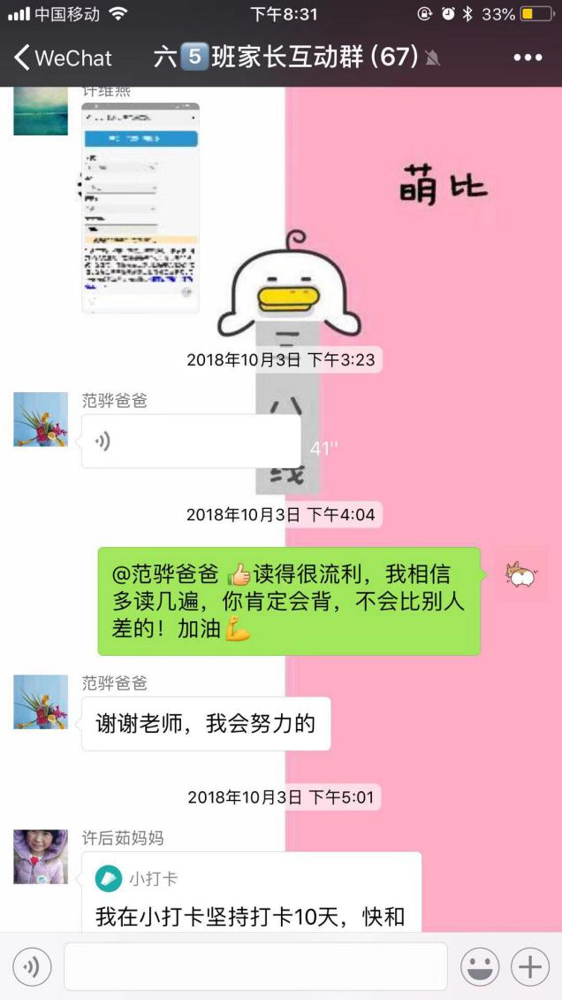 中国移动 下午8:31 33%
WeChat 六5班家长互动群(67)
许维燕
萌比
三
2018年10月3日 下午3:23
范骅爸爸
八
41''
线
2018年10月3日 下午4:04
@范骅爸爸 👍读得很流利，我相信
多读几遍，你肯定会背，不会比别人
差的！加油💪
范骅爸爸
谢谢老师，我会努力的
2018年10月3日 下午5:01
许后茹妈妈
小打卡
我在小打卡坚持打卡10天，快和